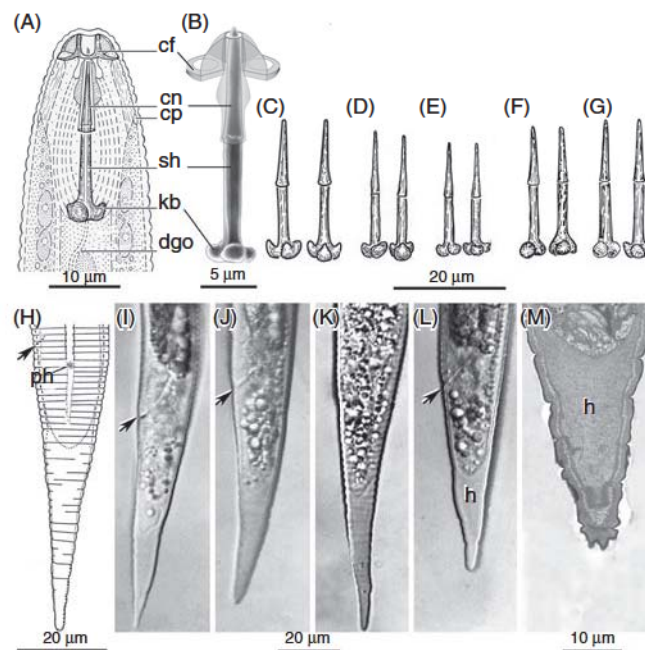 (A)
(B)
cf
cn
cp
(C)
(D)
(E)
(F)
(G)
sh
kb
dgo
10 μm
5 μm
20 μm
(H)
(I)
(J)
(K)
(L)
(M)
ph
h
h
20 μm
20 μm
10 μm